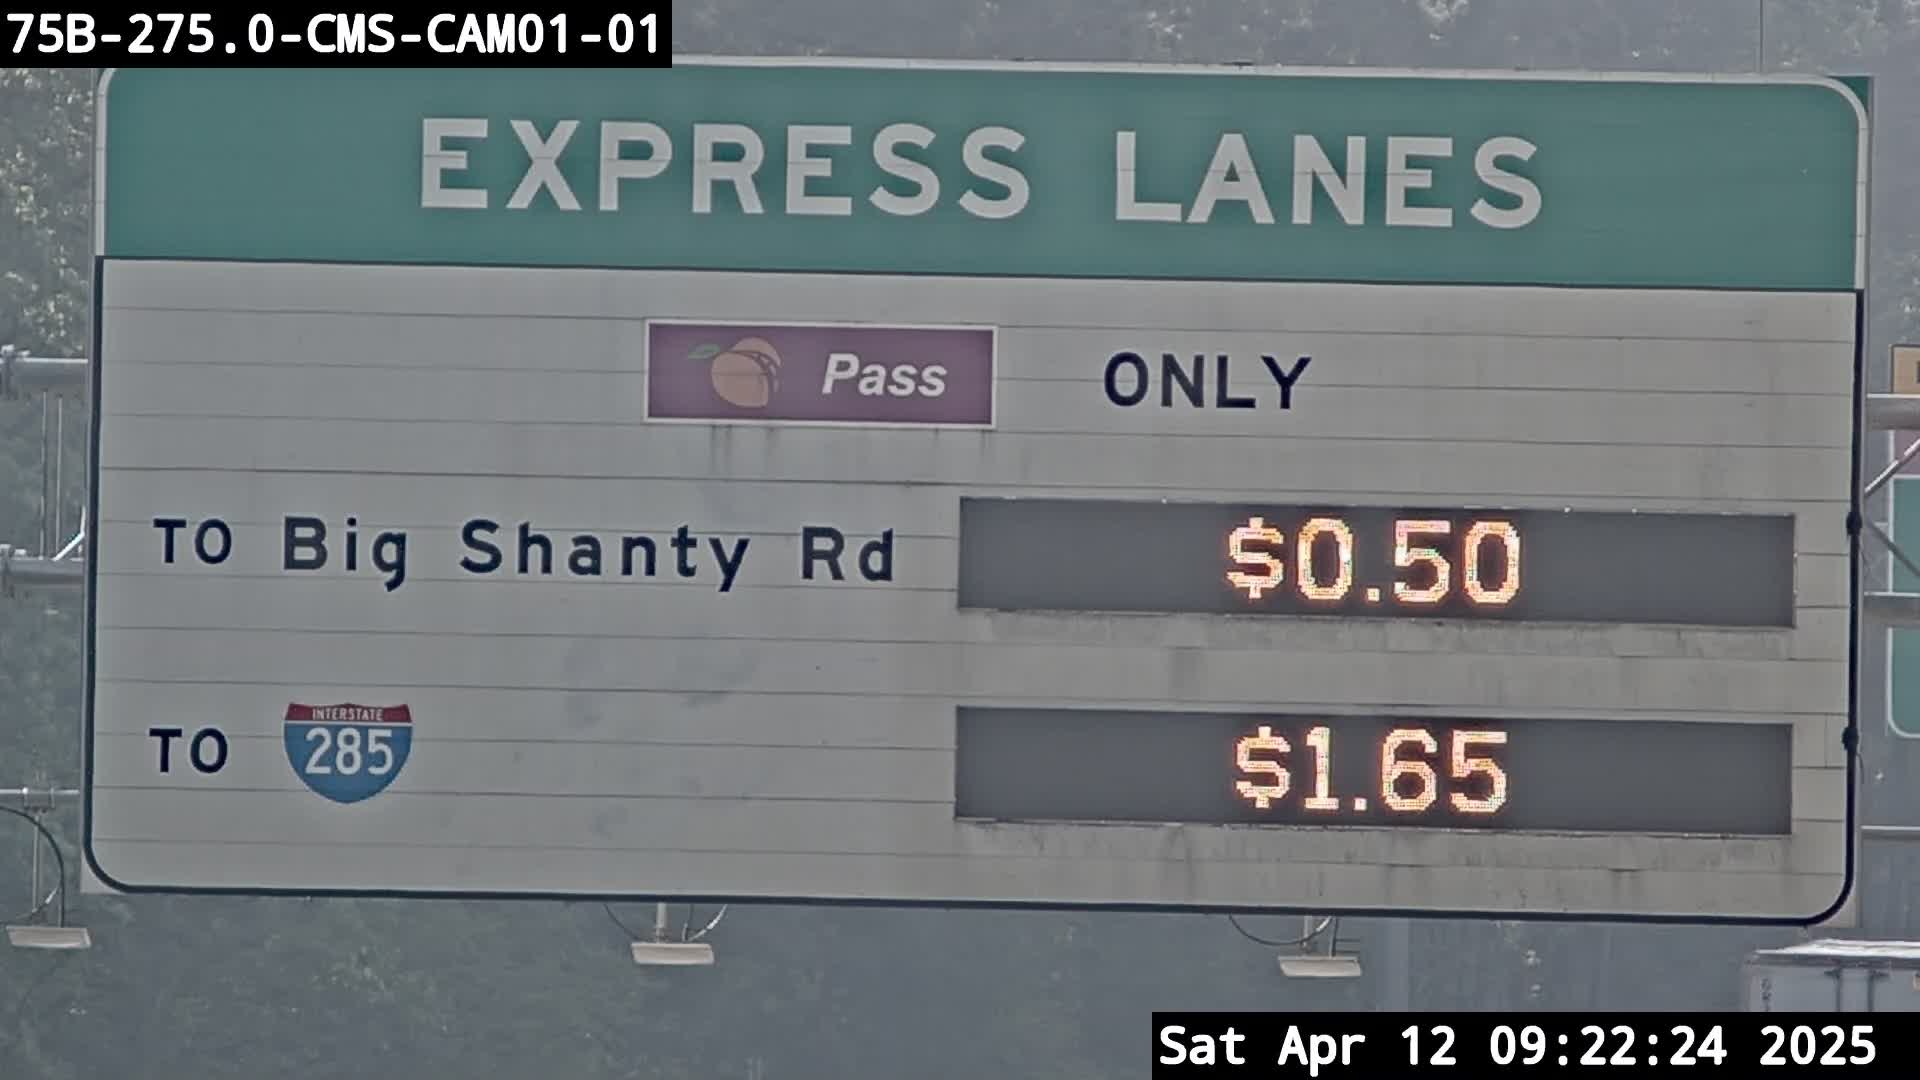 75B-275.0-CMS-CAM01-01
EXPRESS LANES
Pass ONLY
TO Big Shanty Rd $0.50
INTERSTATE
TO 285 $1.65
Sat Apr 12 09:22:24 2025